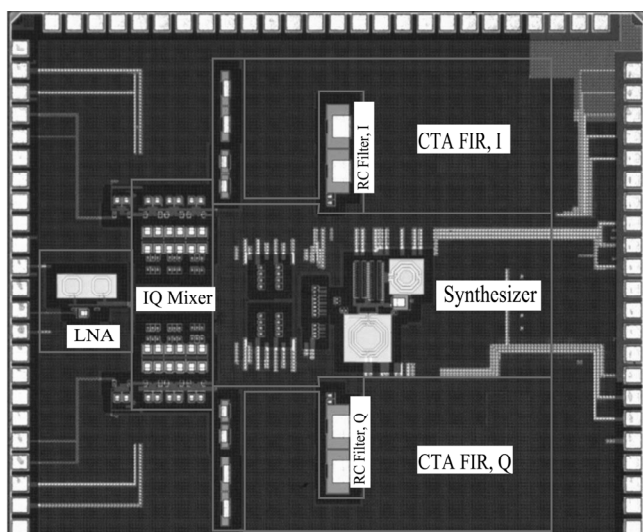 CTA FIR, I
RC Filter, I
IQ Mixer
Synthesizer
LNA
RC Filter, Q
CTA FIR, Q